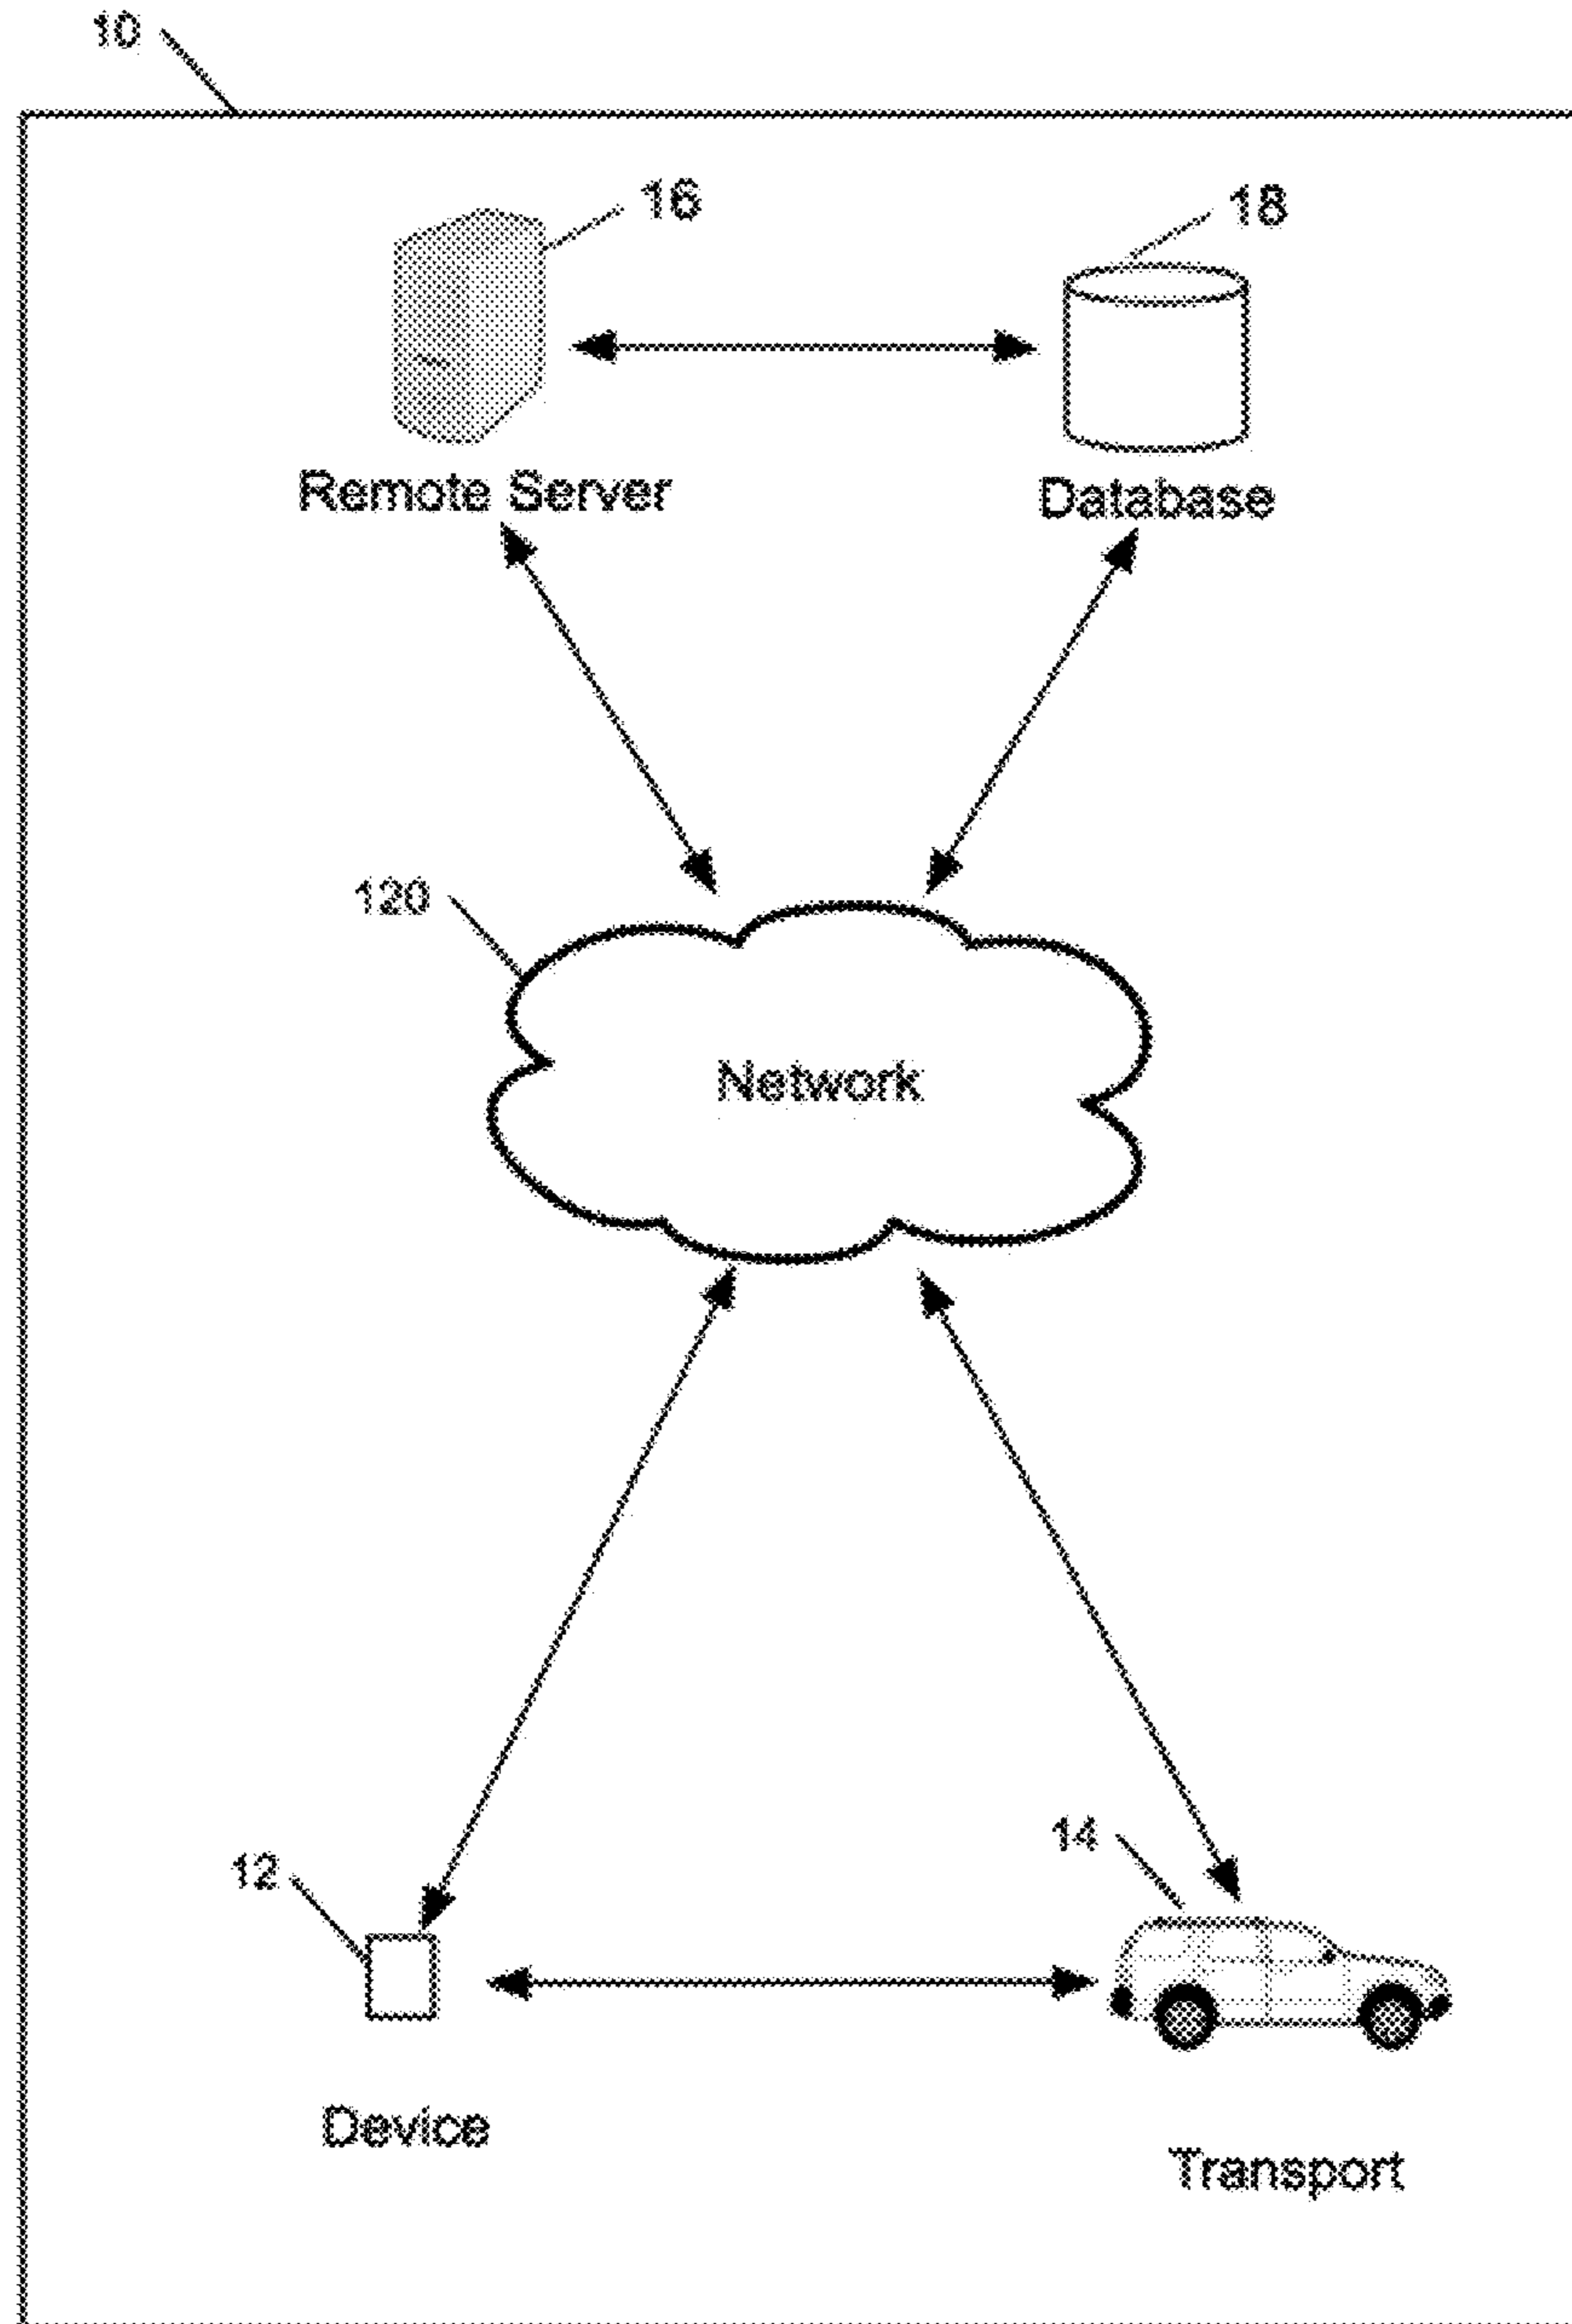 10
16
18
Remote Server
Database
120
Network
14
12
Device
Transport